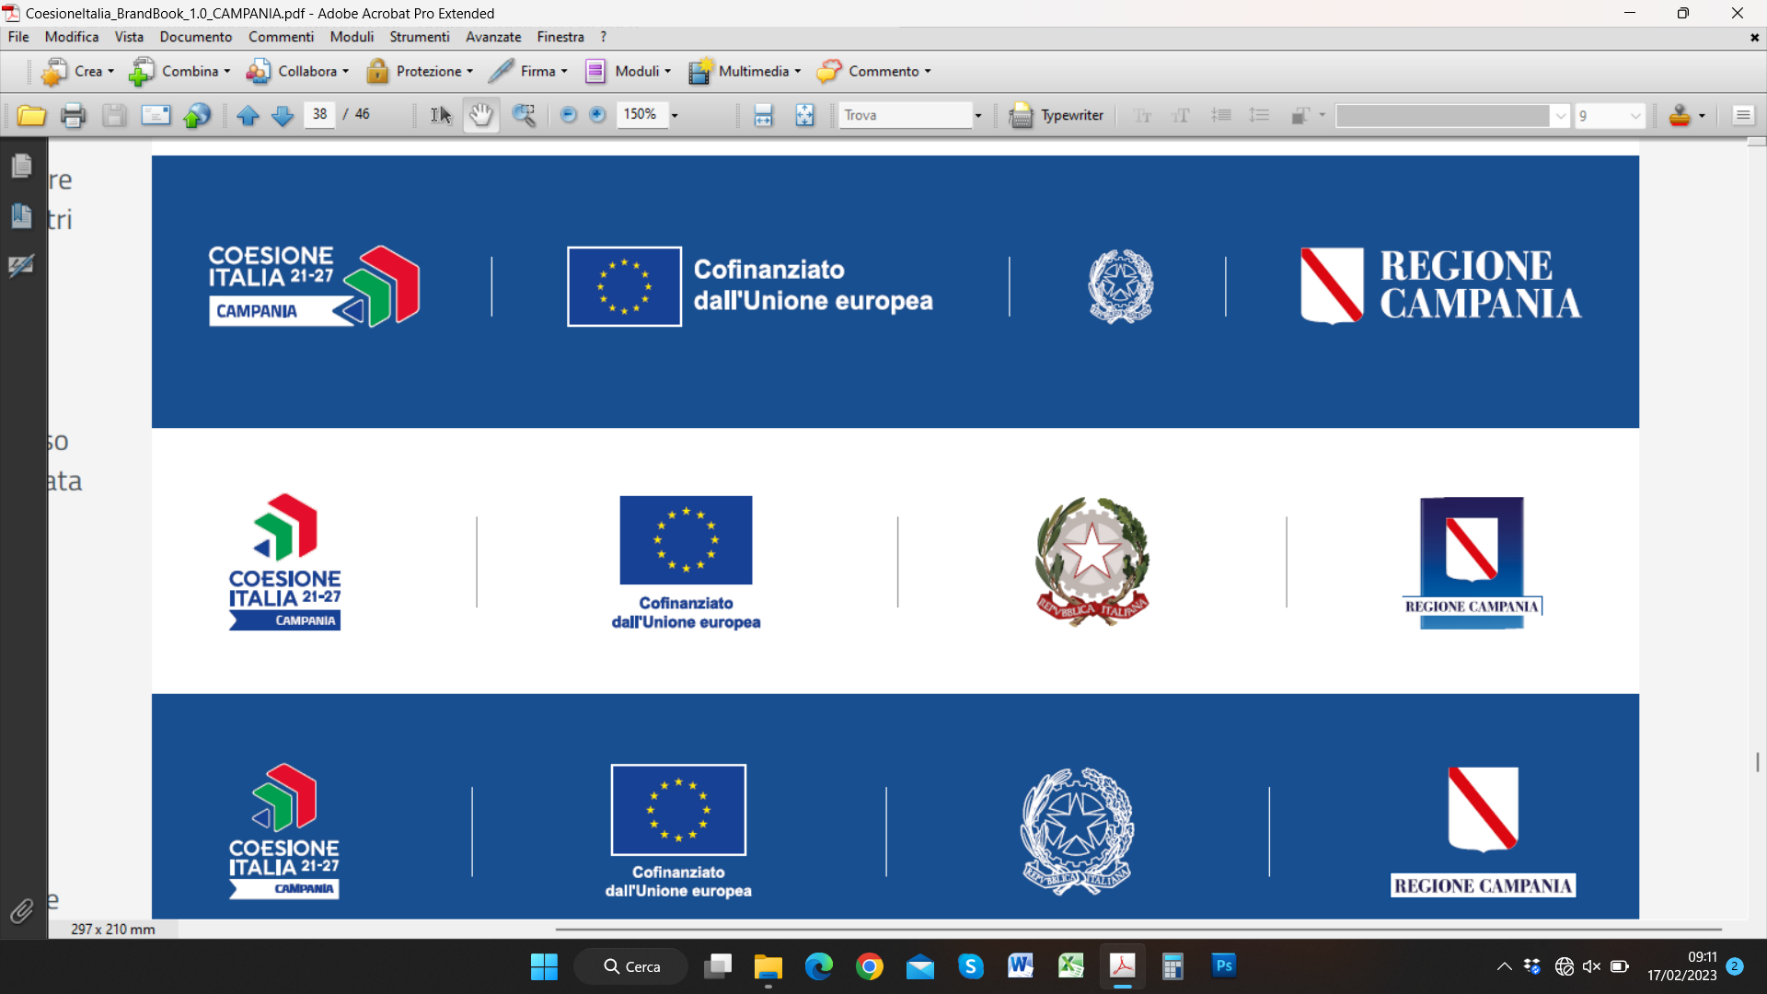 CoesioneItalia_BrandBook_1.0_CAMPANIA.pdf - Adobe Acrobat Pro Extended
File Modifica Vista Documento Commenti Moduli Strumenti Avanzate Finestra ?
Crea Combina Collabora Protezione Firma Moduli Multimedia Commento
38 / 46 150% Trova Typewriter 9
re
tri
so
ata
e
COESIONE
ITALIA 21-27
CAMPANIA
Cofinanziato
dall'Unione europea
REGIONE
CAMPANIA
COESIONE
ITALIA 21-27
CAMPANIA
Cofinanziato
dall'Unione europea
REPVBBLICA ITALIANA
REGIONE CAMPANIA
COESIONE
ITALIA 21-27
CAMPANIA
Cofinanziato
dall'Unione europea
REPVBBLICA ITALIANA
REGIONE CAMPANIA
297 x 210 mm
Cerca
09:11
17/02/2023
2